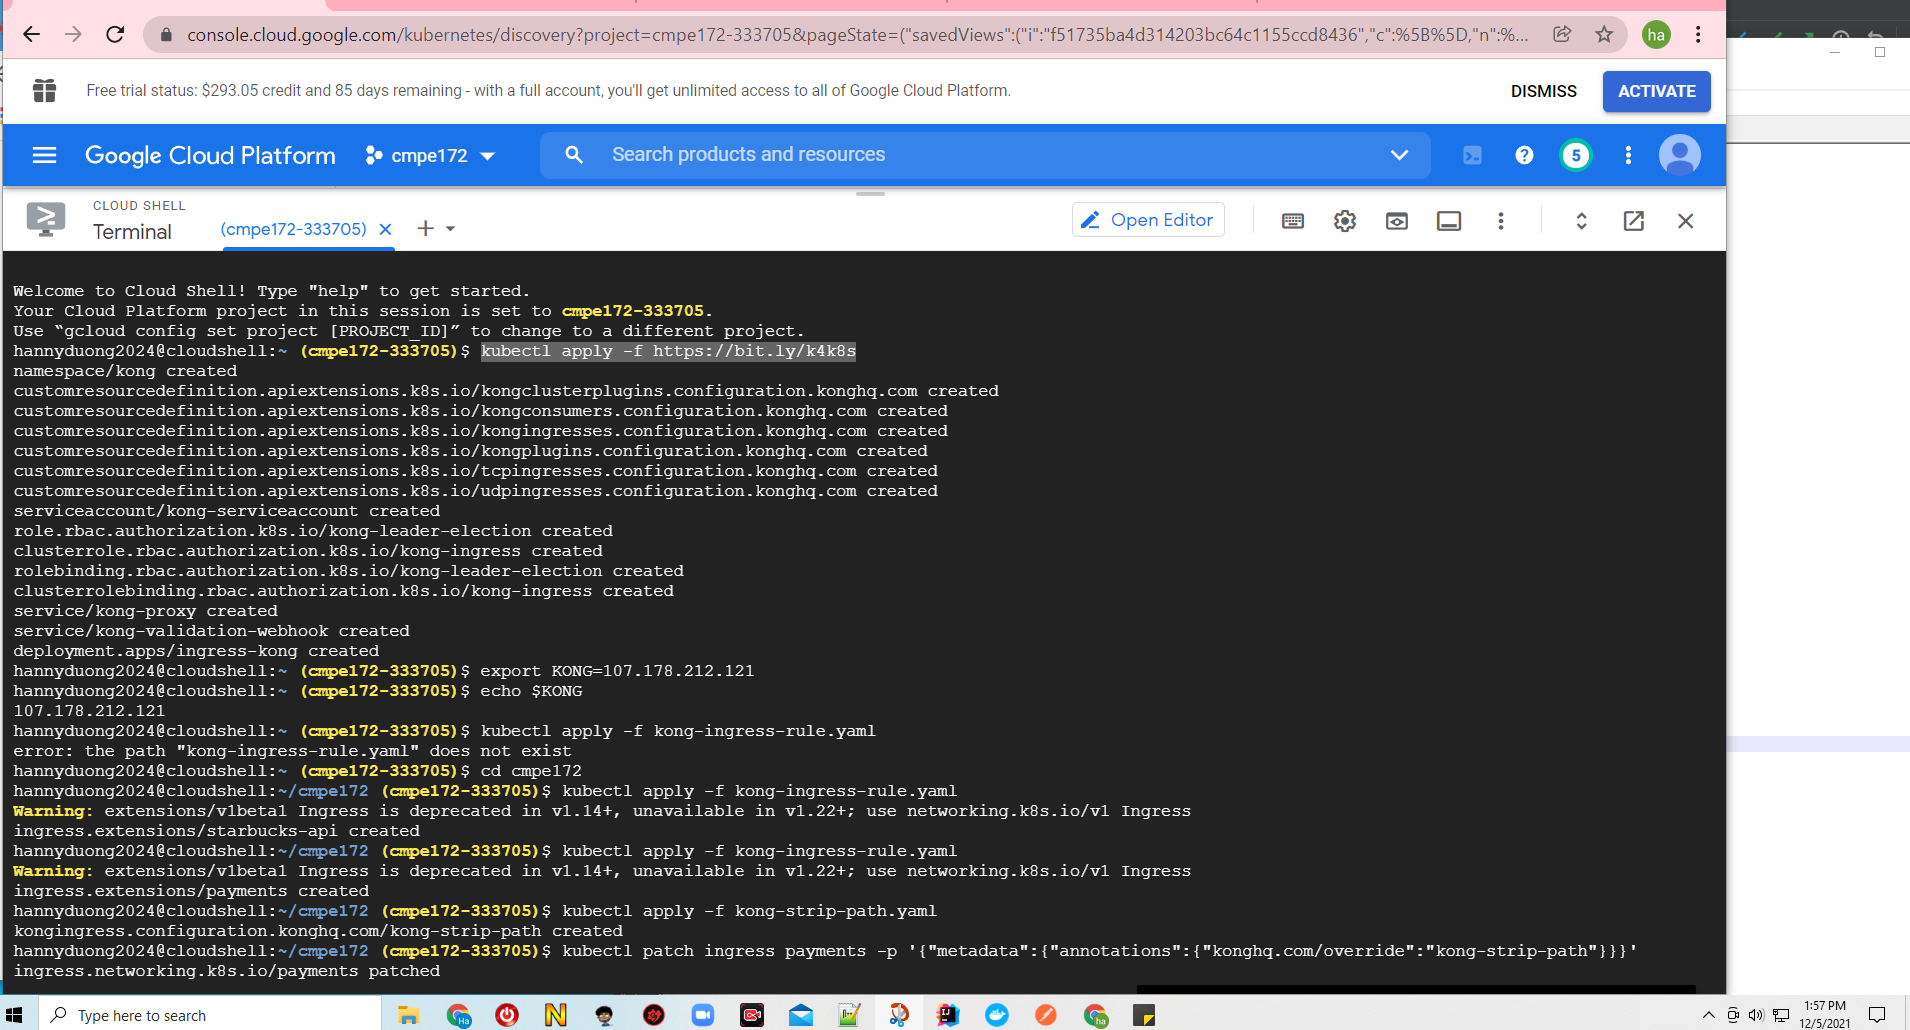 console.cloud.google.com/kubernetes/discovery?project=cmpe172-333705&pageState=("savedViews":("i":"f51735ba4d314203bc64c1155ccd8436","c":%5B%5D,"n":%...
ha
Free trial status: $293.05 credit and 85 days remaining - with a full account, you'll get unlimited access to all of Google Cloud Platform.
DISMISS
ACTIVATE
Google Cloud Platform
cmpe172
Search products and resources
5
CLOUD SHELL
Terminal
(cmpe172-333705)
Open Editor
Welcome to Cloud Shell! Type "help" to get started.
Your Cloud Platform project in this session is set to cmpe172-333705.
Use “gcloud config set project [PROJECT_ID]” to change to a different project.
hannyduong2024@cloudshell:~ (cmpe172-333705)$ kubectl apply -f https://bit.ly/k4k8s
namespace/kong created
customresourcedefinition.apiextensions.k8s.io/kongclusterplugins.configuration.konghq.com created
customresourcedefinition.apiextensions.k8s.io/kongconsumers.configuration.konghq.com created
customresourcedefinition.apiextensions.k8s.io/kongingresses.configuration.konghq.com created
customresourcedefinition.apiextensions.k8s.io/kongplugins.configuration.konghq.com created
customresourcedefinition.apiextensions.k8s.io/tcpingresses.configuration.konghq.com created
customresourcedefinition.apiextensions.k8s.io/udpingresses.configuration.konghq.com created
serviceaccount/kong-serviceaccount created
role.rbac.authorization.k8s.io/kong-leader-election created
clusterrole.rbac.authorization.k8s.io/kong-ingress created
rolebinding.rbac.authorization.k8s.io/kong-leader-election created
clusterrolebinding.rbac.authorization.k8s.io/kong-ingress created
service/kong-proxy created
service/kong-validation-webhook created
deployment.apps/ingress-kong created
hannyduong2024@cloudshell:~ (cmpe172-333705)$ export KONG=107.178.212.121
hannyduong2024@cloudshell:~ (cmpe172-333705)$ echo $KONG
107.178.212.121
hannyduong2024@cloudshell:~ (cmpe172-333705)$ kubectl apply -f kong-ingress-rule.yaml
error: the path "kong-ingress-rule.yaml" does not exist
hannyduong2024@cloudshell:~ (cmpe172-333705)$ cd cmpe172
hannyduong2024@cloudshell:~/cmpe172 (cmpe172-333705)$ kubectl apply -f kong-ingress-rule.yaml
Warning: extensions/v1beta1 Ingress is deprecated in v1.14+, unavailable in v1.22+; use networking.k8s.io/v1 Ingress
ingress.extensions/starbucks-api created
hannyduong2024@cloudshell:~/cmpe172 (cmpe172-333705)$ kubectl apply -f kong-ingress-rule.yaml
Warning: extensions/v1beta1 Ingress is deprecated in v1.14+, unavailable in v1.22+; use networking.k8s.io/v1 Ingress
ingress.extensions/payments created
hannyduong2024@cloudshell:~/cmpe172 (cmpe172-333705)$ kubectl apply -f kong-strip-path.yaml
kongingress.configuration.konghq.com/kong-strip-path created
hannyduong2024@cloudshell:~/cmpe172 (cmpe172-333705)$ kubectl patch ingress payments -p '{"metadata":{"annotations":{"konghq.com/override":"kong-strip-path"}}}'
ingress.networking.k8s.io/payments patched
Type here to search
1:57 PM
12/5/2021